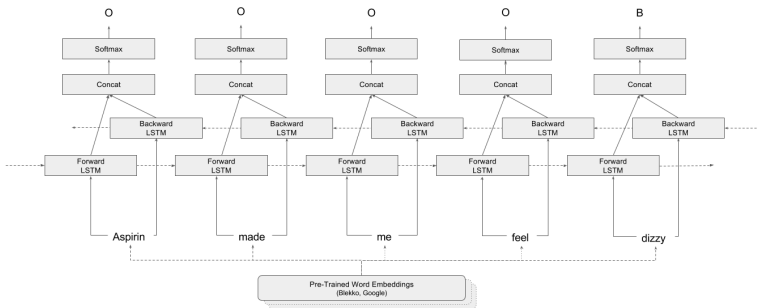 O O O O B
Softmax Softmax Softmax Softmax Softmax
Concat Concat Concat Concat Concat
Backward Backward Backward Backward Backward
LSTM LSTM LSTM LSTM LSTM
Forward Forward Forward Forward Forward
LSTM LSTM LSTM LSTM LSTM
Aspirin made me feel dizzy
Pre-Trained Word Embeddings
(Blekko, Google)